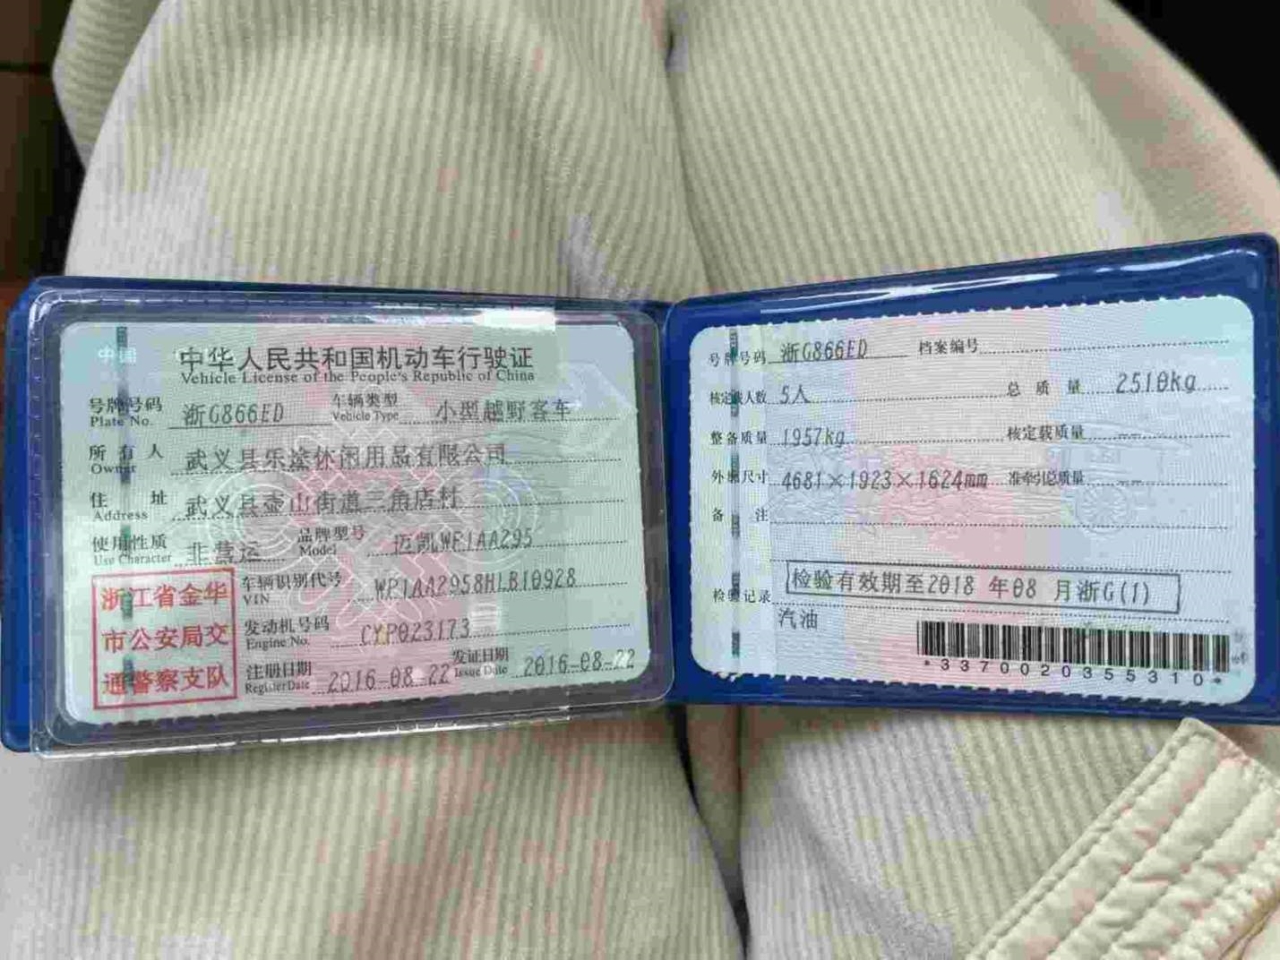 中国
中华人民共和国机动车行驶证
Vehicle License of the People's Republic of China
号牌号码 浙G866ED 车辆类型 小型越野客车
Plate No. Vehicle Type
所有人 武义县乐途休闲用品有限公司
Owner
住址 武义县壶山街道三角店村
Address
使用性质 非营运 品牌型号 迈凯WP1AA295
Use Character Model
浙江省金华
市公安局交
通警察支队
车辆识别代号 WP1AA2958HLB10928
VIN
发动机号码 CYP023173
Engine No.
注册日期 2016-08-22 发证日期 2016-08-22
Register Date Issue Date
号牌号码 浙G866ED 档案编号
核定载人数 5人 总质量 2510kg
整备质量 1957kg 核定载质量 --
外廓尺寸 4681×1923×1624mm 准牵引总质量 --
备注
检验记录 检验有效期至2018 年08 月浙G(1)
汽油
*3370020355310*